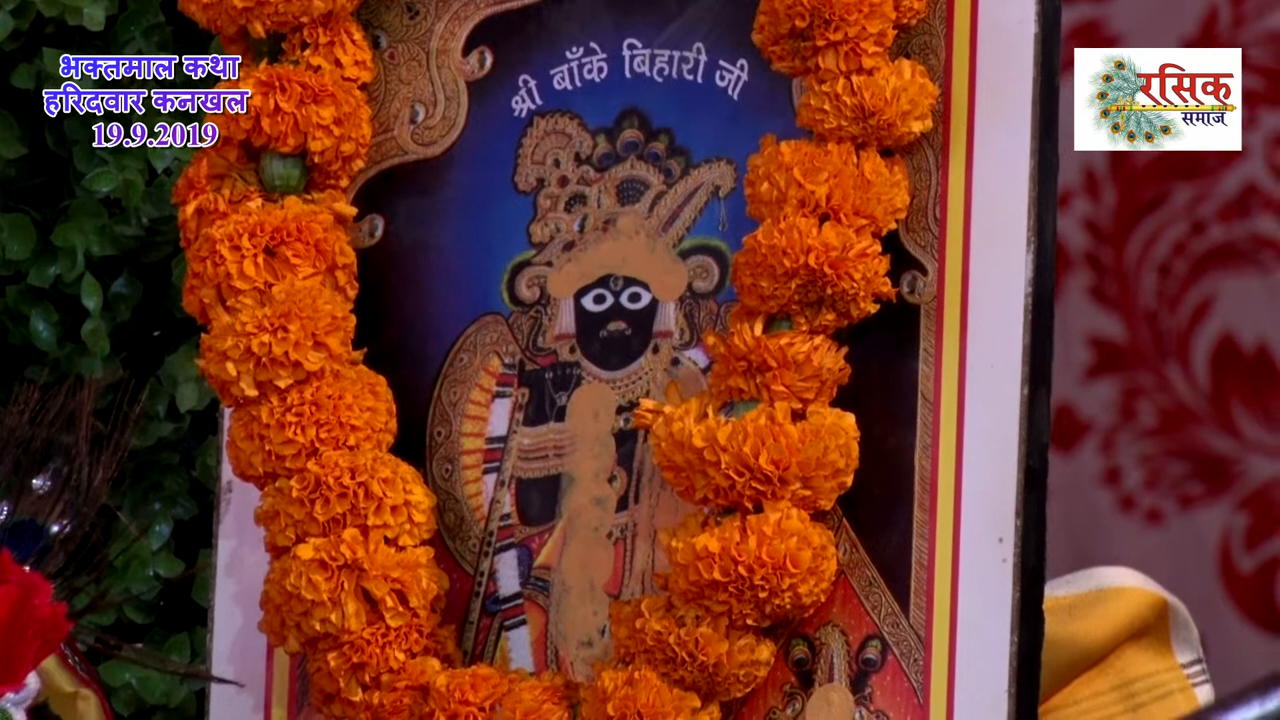 भक्तमाल कथा
हरिदवार कनखल
19.9.2019
श्री बाँके बिहारी जी
रसिक
समाज